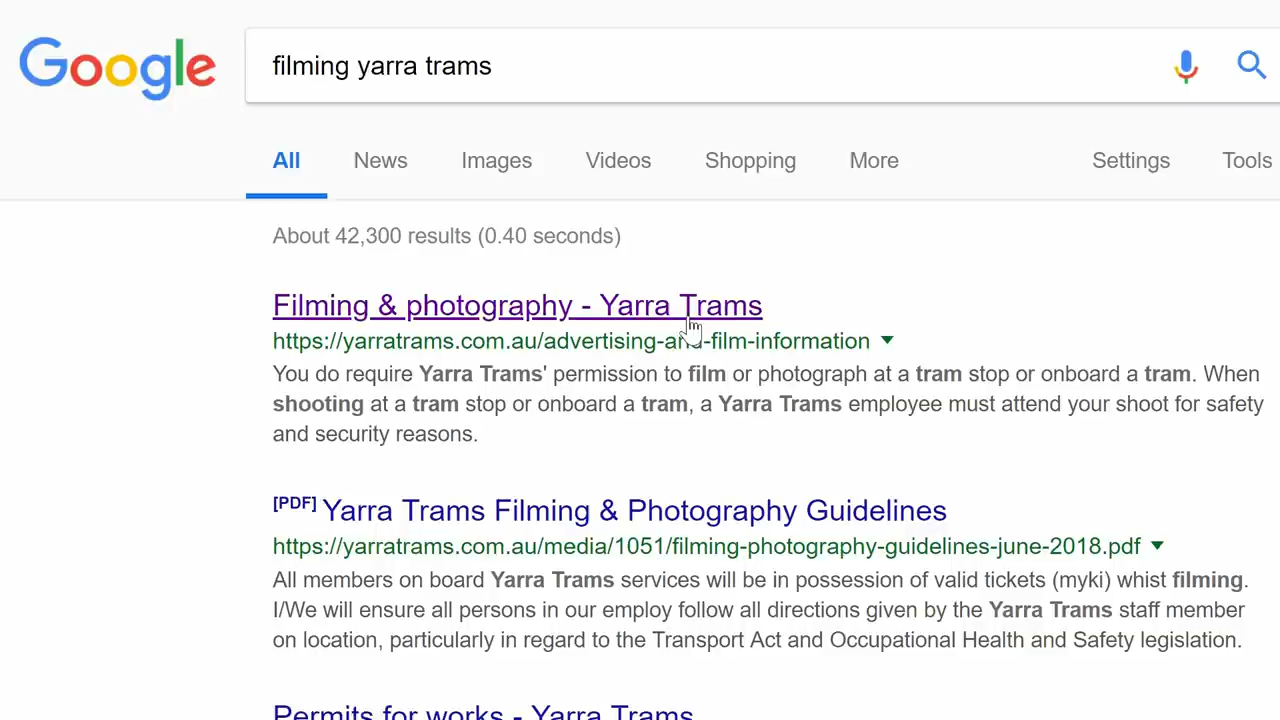 Google
filming yarra trams
All News Images Videos Shopping More Settings Tools
About 42,300 results (0.40 seconds)
Filming & photography - Yarra Trams
https://yarratrams.com.au/advertising-and-film-information
You do require Yarra Trams' permission to film or photograph at a tram stop or onboard a tram. When
shooting at a tram stop or onboard a tram, a Yarra Trams employee must attend your shoot for safety
and security reasons.
[PDF] Yarra Trams Filming & Photography Guidelines
https://yarratrams.com.au/media/1051/filming-photography-guidelines-june-2018.pdf
All members on board Yarra Trams services will be in possession of valid tickets (myki) whist filming.
I/We will ensure all persons in our employ follow all directions given by the Yarra Trams staff member
on location, particularly in regard to the Transport Act and Occupational Health and Safety legislation.
Permits for works - Yarra Trams